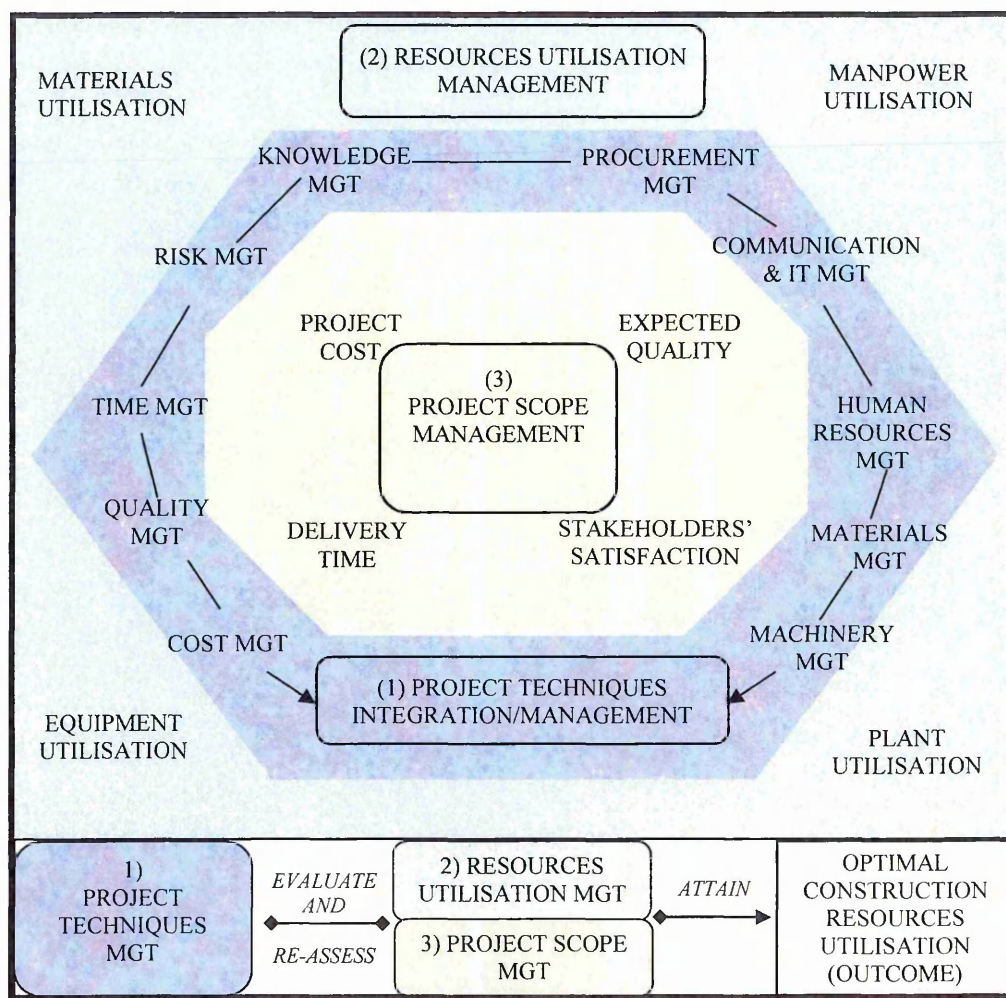 (2) RESOURCES UTILISATION
MANAGEMENT
MATERIALS
UTILISATION
MANPOWER
UTILISATION
KNOWLEDGE
MGT
PROCUREMENT
MGT
RISK MGT
COMMUNICATION
& IT MGT
PROJECT
COST
EXPECTED
QUALITY
(3)
PROJECT SCOPE
MANAGEMENT
TIME MGT
HUMAN
RESOURCES
MGT
QUALITY
MGT
DELIVERY
TIME
STAKEHOLDERS’
SATISFACTION
MATERIALS
MGT
COST MGT
MACHINERY
MGT
(1) PROJECT TECHNIQUES
INTEGRATION/MANAGEMENT
EQUIPMENT
UTILISATION
PLANT
UTILISATION
1)
PROJECT
TECHNIQUES
MGT
EVALUATE
AND
RE-ASSESS
2) RESOURCES
UTILISATION MGT
3) PROJECT SCOPE
MGT
ATTAIN
OPTIMAL
CONSTRUCTION
RESOURCES
UTILISATION
(OUTCOME)